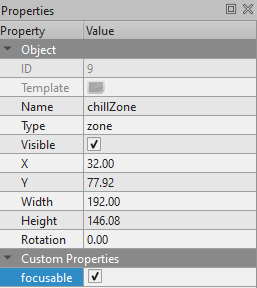 Properties
Property Value
Object
ID 9
Template
Name chillZone
Type zone
Visible
X 32.00
Y 77.92
Width 192.00
Height 146.08
Rotation 0.00
Custom Properties
focusable